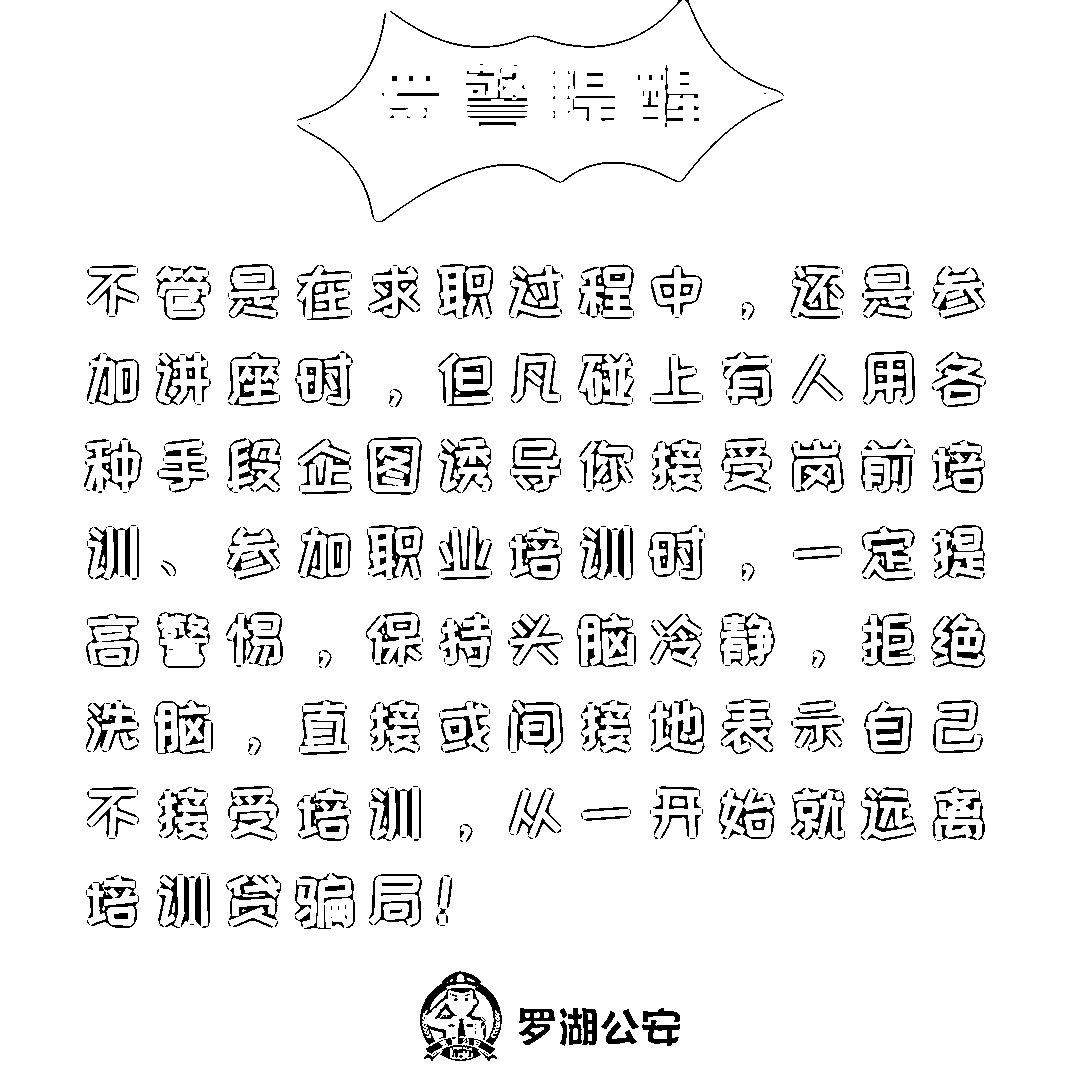 民警提醒
不管是在求职过程中，还是参
加讲座时，但凡碰上有人用各
种手段企图诱导你接受岗前培
训、参加职业培训时，一定提
高警惕，保持头脑冷静，拒绝
洗脑，直接或间接地表示自己
不接受培训，从一开始就远离
培训贷骗局！
罗湖公安